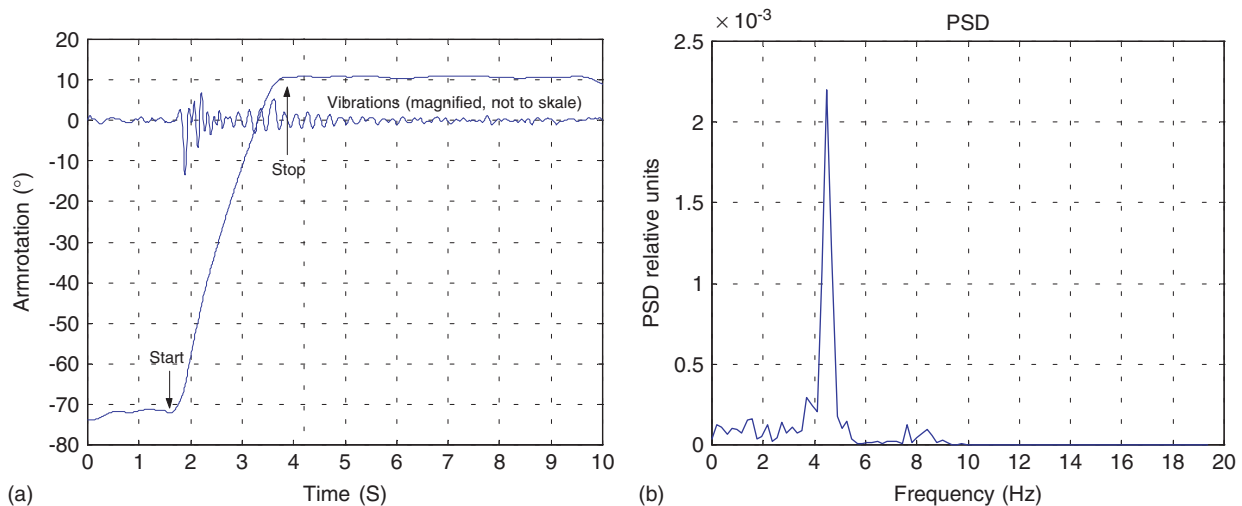 20
10
0
-10
-20
-30
-40
-50
-60
-70
-80
Armrotation (°)
Vibrations (magnified, not to skale)
Stop
Start
0 1 2 3 4 5 6 7 8 9 10
Time (S)
(a)
× 10⁻³
PSD
2.5
2
1.5
1
0.5
0
PSD relative units
0 2 4 6 8 10 12 14 16 18 20
Frequency (Hz)
(b)